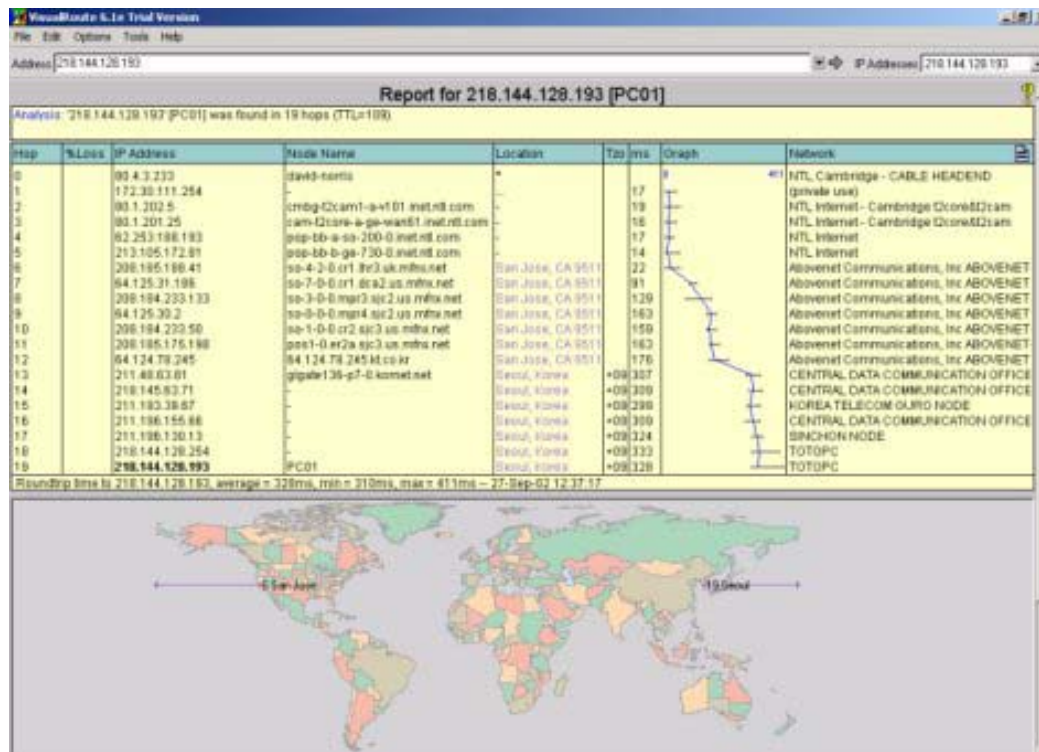 VisualRoute 6.1e Trial Version
File Edit Options Tools Help
Address 218.144.128.193 IP Addresses 218.144.128.193
Report for 218.144.128.193 [PC01]
Analysis: '218.144.128.193' [PC01] was found in 19 hops (TTL=109).
Hop %Loss IP Address Node Name Location Tzo ms Graph Network
0 80.4.3.233 david-norris * 0 411 NTL Cambridge - CABLE HEADEND
1 172.30.111.254 - - 17 (private use)
2 80.1.202.5 cmbg-t2cam1-a-v101.inet.ntl.com - 19 NTL Internet - Cambridge t2core&t2cam
3 80.1.201.25 cam-t2core-a-ge-wan61.inet.ntl.com - 16 NTL Internet - Cambridge t2core&t2cam
4 62.253.188.193 pop-bb-a-so-200-0.inet.ntl.com - 17 NTL Internet
5 213.105.172.81 pop-bb-b-ge-730-0.inet.ntl.com - 14 NTL Internet
6 208.185.188.41 so-4-2-0.cr1.lhr3.uk.mfnx.net San Jose, CA 9511 22 Abovenet Communications, Inc ABOVENET
7 64.125.31.186 so-7-0-0.cr1.dca2.us.mfnx.net San Jose, CA 9511 91 Abovenet Communications, Inc ABOVENET
8 208.184.233.133 so-3-0-0.mpr3.sjc2.us.mfnx.net San Jose, CA 9511 129 Abovenet Communications, Inc ABOVENET
9 64.125.30.2 so-0-0-0.mpr4.sjc2.us.mfnx.net San Jose, CA 9511 163 Abovenet Communications, Inc ABOVENET
10 208.184.233.50 so-1-0-0.cr2.sjc3.us.mfnx.net San Jose, CA 9511 159 Abovenet Communications, Inc ABOVENET
11 208.185.175.198 pos1-0.er2a.sjc3.us.mfnx.net San Jose, CA 9511 163 Abovenet Communications, Inc ABOVENET
12 64.124.78.245 64.124.78.245.kt.co.kr San Jose, CA 9511 176 Abovenet Communications, Inc ABOVENET
13 211.48.63.61 gigate136-p7-0.kornet.net Seoul, Korea +09 307 CENTRAL DATA COMMUNICATION OFFICE
14 218.145.63.71 - Seoul, Korea +09 309 CENTRAL DATA COMMUNICATION OFFICE
15 211.193.39.67 - Seoul, Korea +09 298 KOREA TELECOM GURO NODE
16 211.196.155.66 - Seoul, Korea +09 309 CENTRAL DATA COMMUNICATION OFFICE
17 211.196.130.13 - Seoul, Korea +09 324 SINCHON NODE
18 218.144.128.254 - Seoul, Korea +09 333 TOTOPC
19 218.144.128.193 PC01 Seoul, Korea +09 328 TOTOPC
Roundtrip time to 218.144.128.193, average = 328ms, min = 310ms, max = 411ms -- 27-Sep-02 12:37:17
6 San Jose
19 Seoul